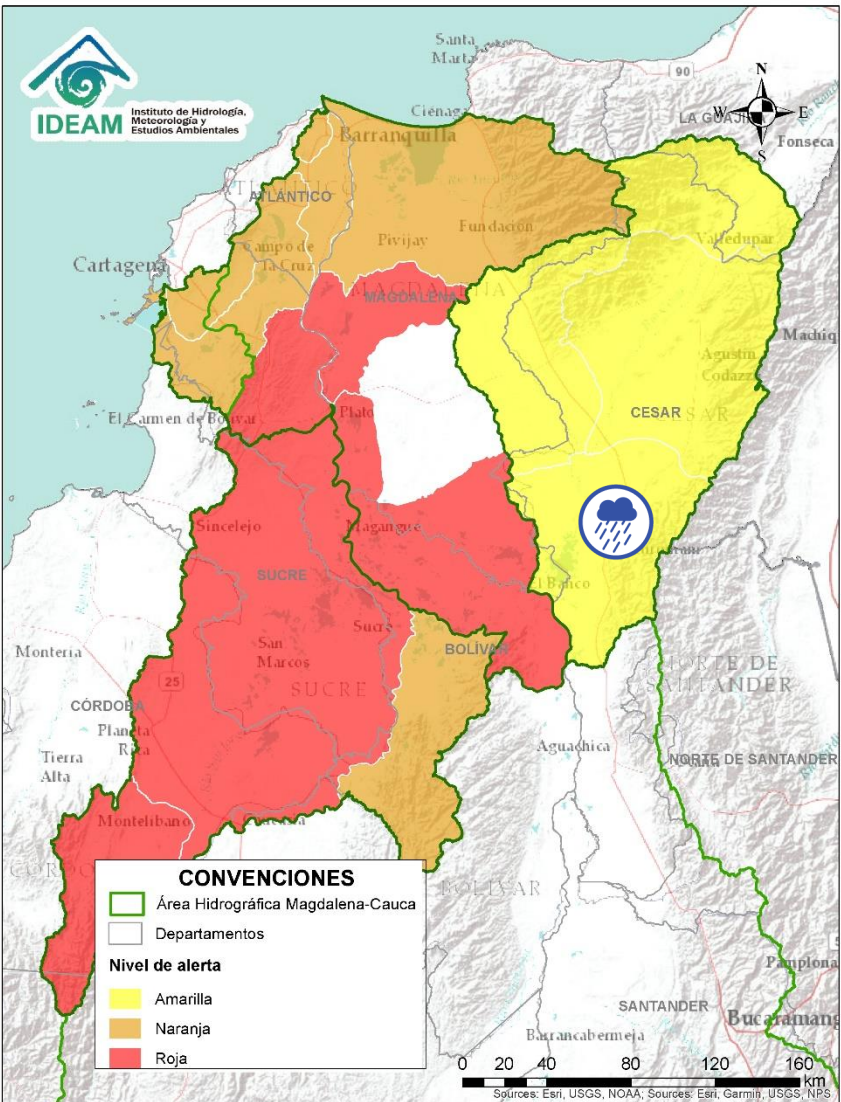 IDEAM
Instituto de Hidrología,
Meteorología y
Estudios Ambientales
Santa
Marta
90
N
W
E
S
Ciénaga
Barranquilla
Fonseca
ATLÁNTICO
Valledupar
Campo de
la Cruz
Pivijay
Fundación
Cartagena
MAGDALENA
MAGDALENA
Machiq
Agustín
Codazzi
Plato
CESAR
CESAR
El Carmen de Bolívar
Sincelejo
Magangué
SUCRE
El Banco
Sucre
BOLÍVAR
Montería
San
Marcos
SUCRE
25
NORTE DE
SANTANDER
CÓRDOBA
Planeta
Rica
Aguachica
Tierra
Alta
NORTE DE SANTANDER
Montelíbano
Caucasia
BOLÍVAR
CONVENCIONES
Área Hidrográfica Magdalena-Cauca
Departamentos
Nivel de alerta
Amarilla
Naranja
Roja
Pamplona
SANTANDER
Bucaramang
Barrancabermeja
0 20 40 80 120 160
km
Sources: Esri, USGS, NOAA; Sources: Esri, Garmin, USGS, NPS